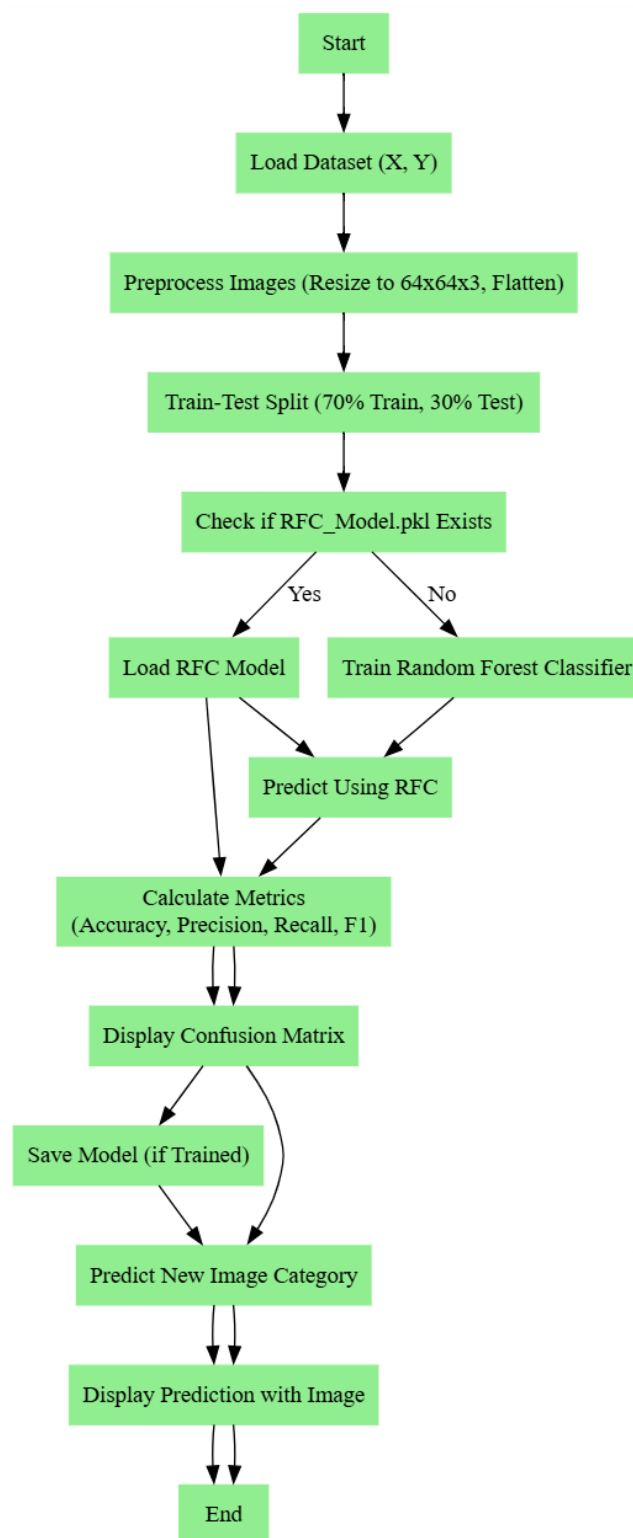 Start
Load Dataset (X, Y)
Preprocess Images (Resize to 64x64x3, Flatten)
Train-Test Split (70% Train, 30% Test)
Check if RFC_Model.pkl Exists
Yes
No
Load RFC Model
Train Random Forest Classifier
Predict Using RFC
Calculate Metrics
(Accuracy, Precision, Recall, F1)
Display Confusion Matrix
Save Model (if Trained)
Predict New Image Category
Display Prediction with Image
End